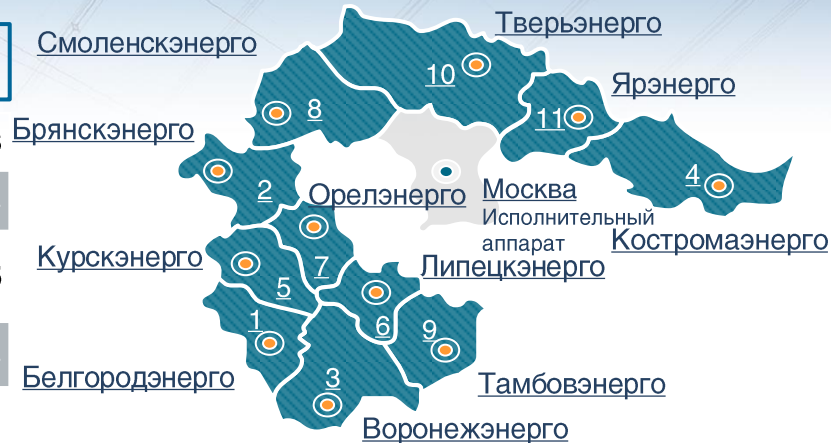 Тверьэнерго
Смоленскэнерго
10
Ярэнерго
8
11
Брянскэнерго
4
2
Орелэнерго
Москва
Исполнительный
аппарат
Костромаэнерго
Курскэнерго
7
Липецкэнерго
5
1
6
9
3
Белгородэнерго
Тамбовэнерго
Воронежэнерго